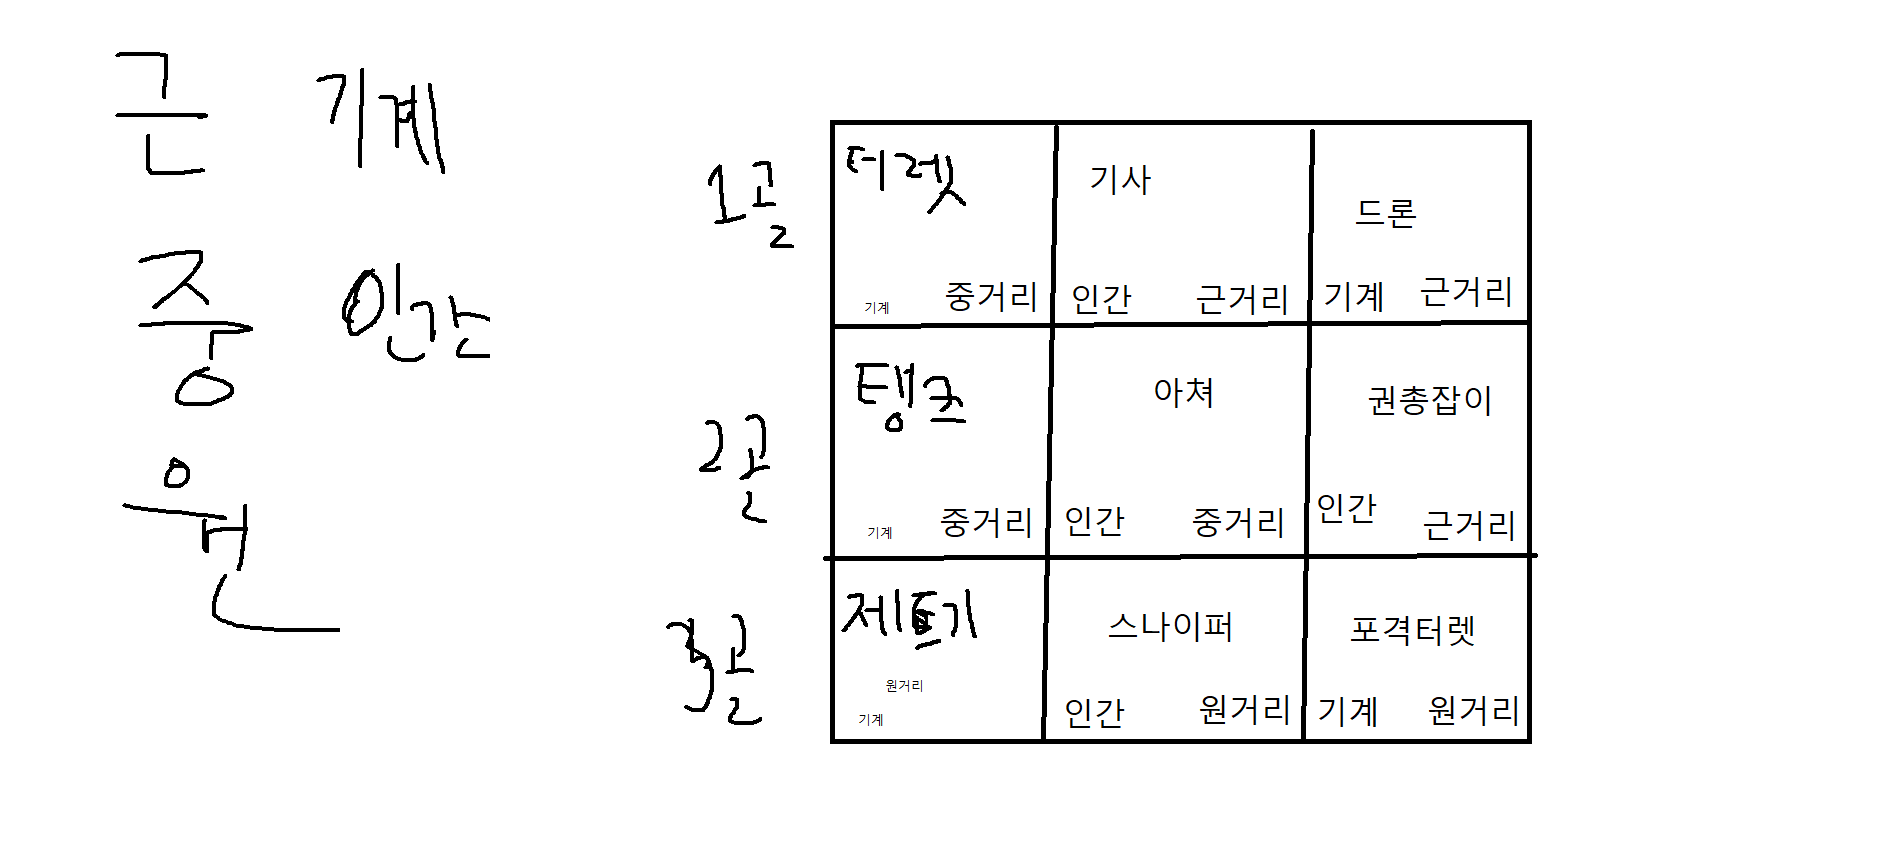 근 기계
중 인간
원
1골
터렛 기사 드론
기계 중거리 인간 근거리 기계 근거리
2골
탱크 아쳐 권총잡이
기계 중거리 인간 중거리 인간 근거리
3골
제트기 스나이퍼 포격터렛
원거리
기계 인간 원거리 기계 원거리